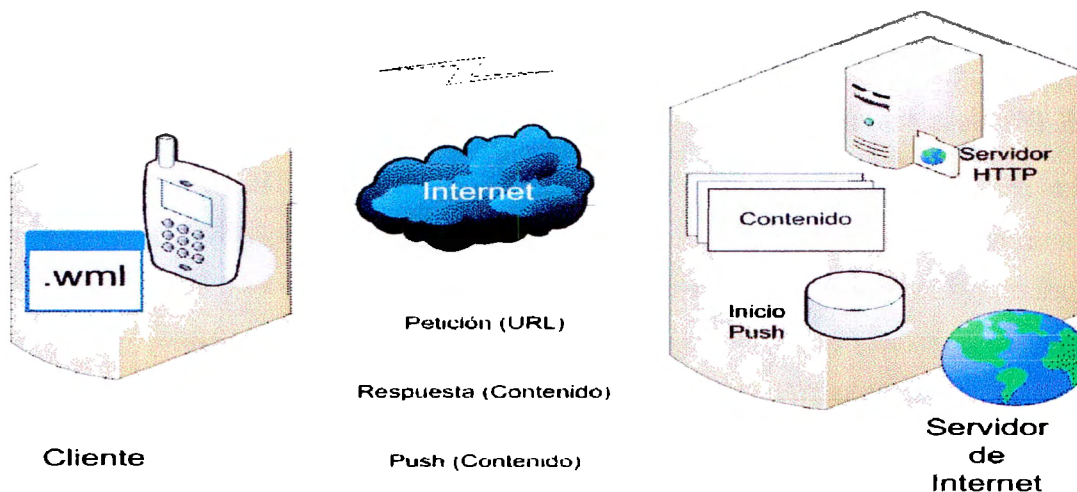 .wml
Cliente
Internet
Petición (URL)
Respuesta (Contenido)
Push (Contenido)
Servidor
HTTP
Contenido
Inicio
Push
Servidor
de
Internet